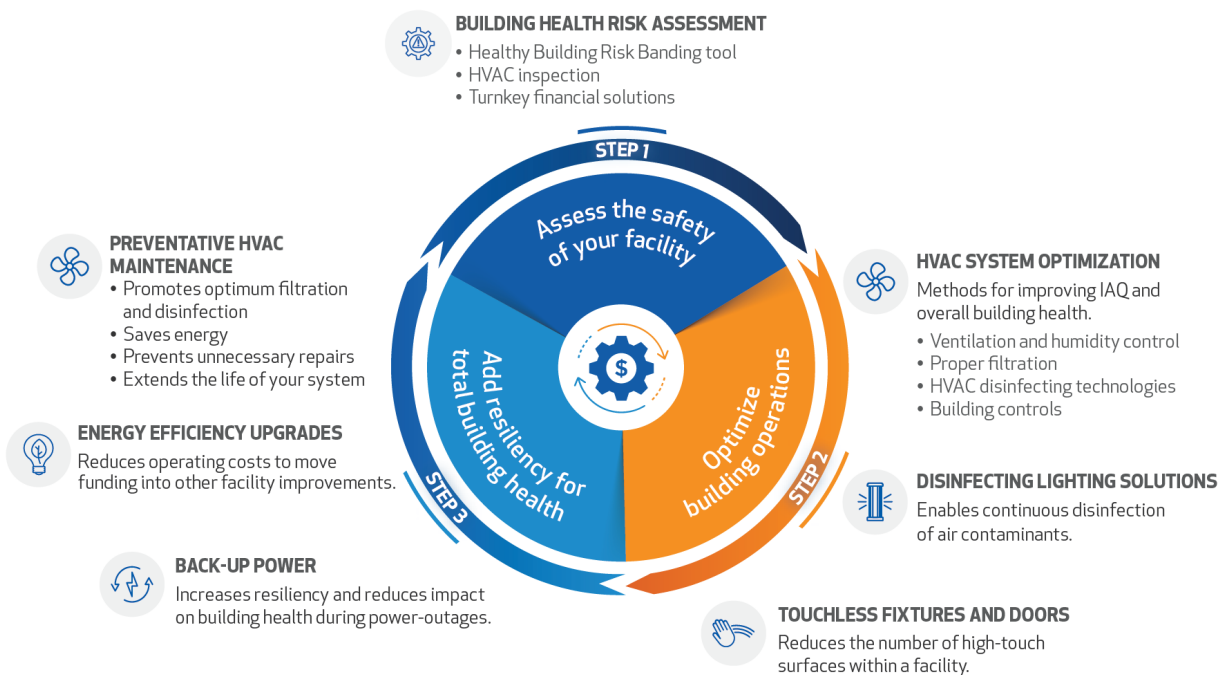 BUILDING HEALTH RISK ASSESSMENT
• Healthy Building Risk Banding tool
• HVAC inspection
• Turnkey financial solutions
STEP 1
Assess the safety
of your facility
PREVENTATIVE HVAC
MAINTENANCE
• Promotes optimum filtration
and disinfection
• Saves energy
• Prevents unnecessary repairs
• Extends the life of your system
HVAC SYSTEM OPTIMIZATION
Methods for improving IAQ and
overall building health.
• Ventilation and humidity control
• Proper filtration
• HVAC disinfecting technologies
• Building controls
$
Add resiliency for
total building health
Optimize
building operations
STEP 2
STEP 3
ENERGY EFFICIENCY UPGRADES
Reduces operating costs to move
funding into other facility improvements.
DISINFECTING LIGHTING SOLUTIONS
Enables continuous disinfection
of air contaminants.
BACK-UP POWER
Increases resiliency and reduces impact
on building health during power-outages.
TOUCHLESS FIXTURES AND DOORS
Reduces the number of high-touch
surfaces within a facility.